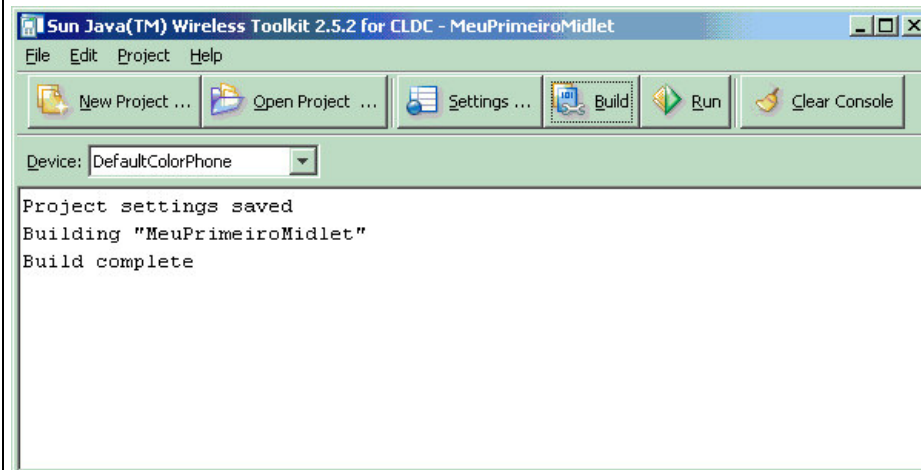 Sun Java(TM) Wireless Toolkit 2.5.2 for CLDC - MeuPrimeiroMidlet
File Edit Project Help
New Project ... Open Project ... Settings ... Build Run Clear Console
Device: DefaultColorPhone
Project settings saved
Building "MeuPrimeiroMidlet"
Build complete